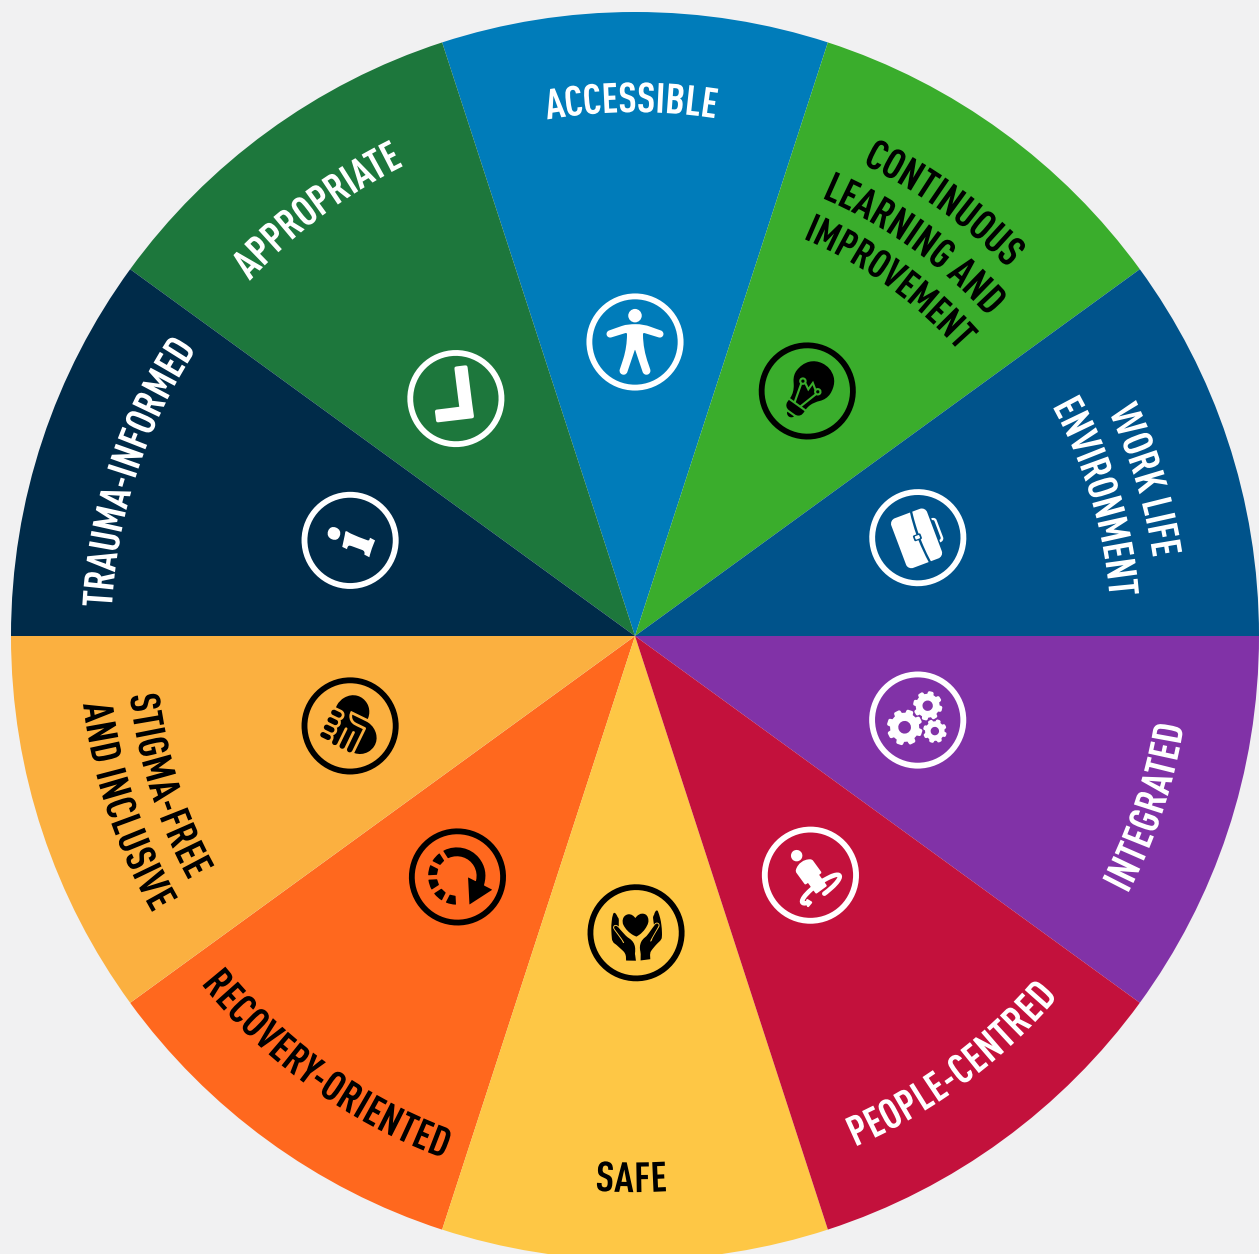 ACCESSIBLE
CONTINUOUS
LEARNING AND
IMPROVEMENT
WORK LIFE
ENVIRONMENT
INTEGRATED
PEOPLE-CENTRED
SAFE
RECOVERY-ORIENTED
STIGMA-FREE
AND INCLUSIVE
TRAUMA-INFORMED
APPROPRIATE